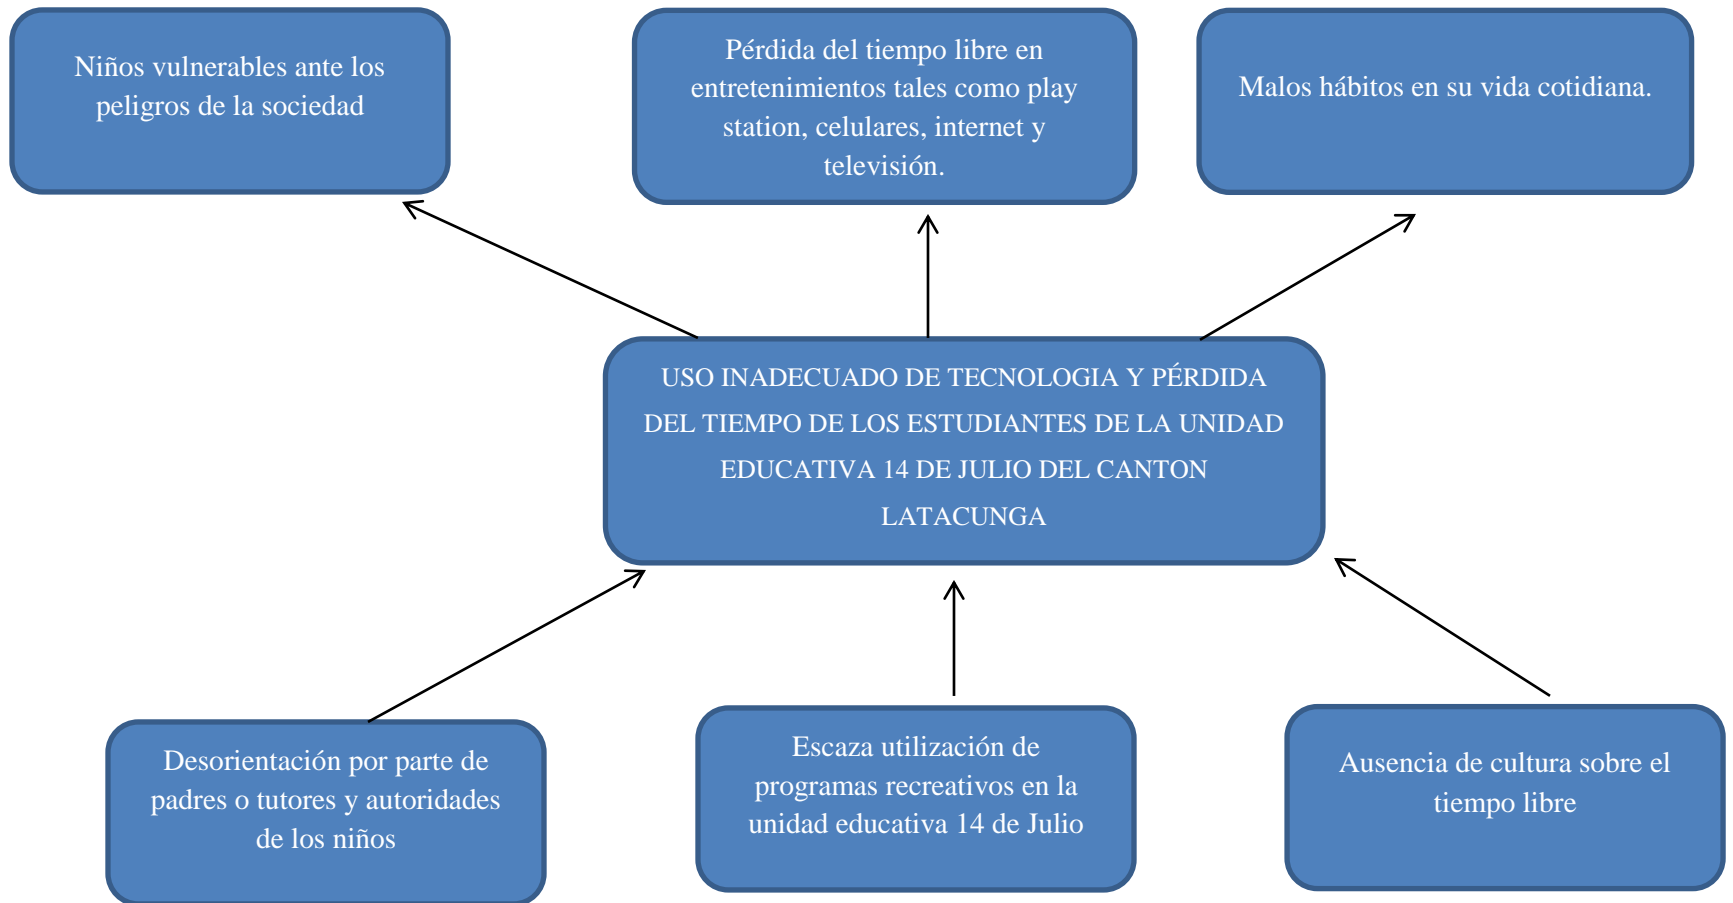 Niños vulnerables ante los
peligros de la sociedad
Pérdida del tiempo libre en
entretenimientos tales como play
station, celulares, internet y
televisión.
Malos hábitos en su vida cotidiana.
USO INADECUADO DE TECNOLOGIA Y PÉRDIDA
DEL TIEMPO DE LOS ESTUDIANTES DE LA UNIDAD
EDUCATIVA 14 DE JULIO DEL CANTON
LATACUNGA
Desorientación por parte de
padres o tutores y autoridades
de los niños
Escaza utilización de
programas recreativos en la
unidad educativa 14 de Julio
Ausencia de cultura sobre el
tiempo libre